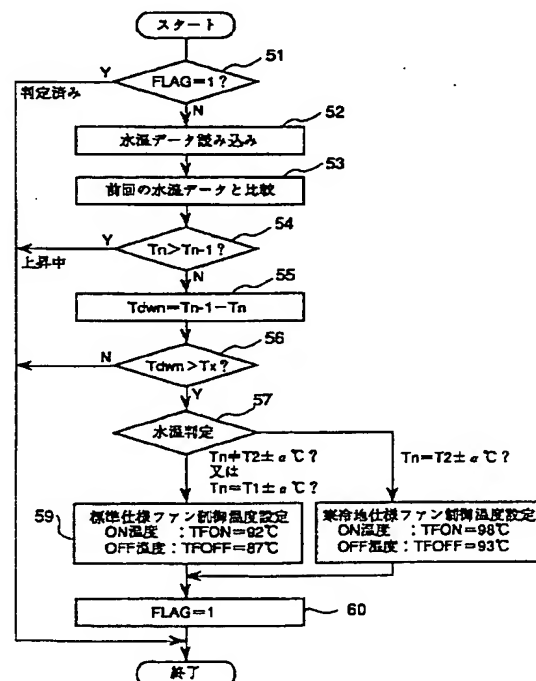 スタート
51
FLAG=1?
Y
判定済み
N
52
水温データ読み込み
53
前回の水温データと比較
54
Y
Tn>Tn-1?
上昇中
N
55
Tdwn=Tn-1-Tn
56
N
Tdwn>Tx?
Y
57
水温判定
Tn≠T2±α℃?
又は
Tn=T1±α℃?
Tn=T2±α℃?
59
標準仕様ファン制御温度設定
ON温度 :TFON=92℃
OFF温度:TFOFF=87℃
寒冷地仕様ファン制御温度設定
ON温度 :TFON=98℃
OFF温度:TFOFF=93℃
FLAG=1
60
終了